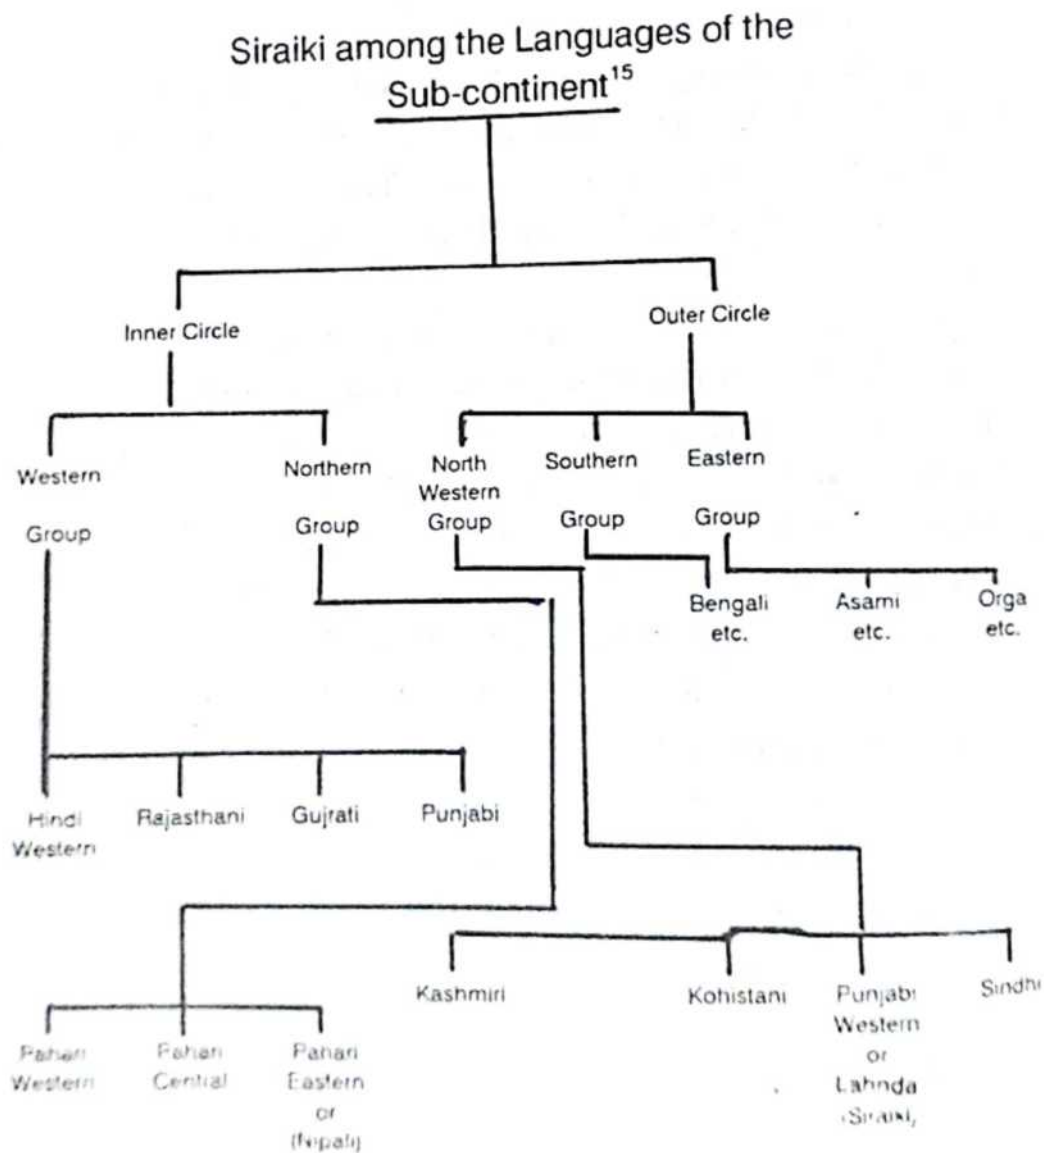 Siraiki among the Languages of the
Sub-continent15
Inner Circle
Outer Circle
Western
Group
Northern
Group
North
Western
Group
Southern
Group
Eastern
Group
Bengali
etc.
Asami
etc.
Orga
etc.
Hindi
Western
Rajasthani
Gujrati
Punjabi
Kashmiri
Kohistani
Punjabi
Western
or
Lahnda
(Siraiki)
Sindhi
Pahari
Western
Pahari
Central
Pahari
Eastern
or
(Nipali)